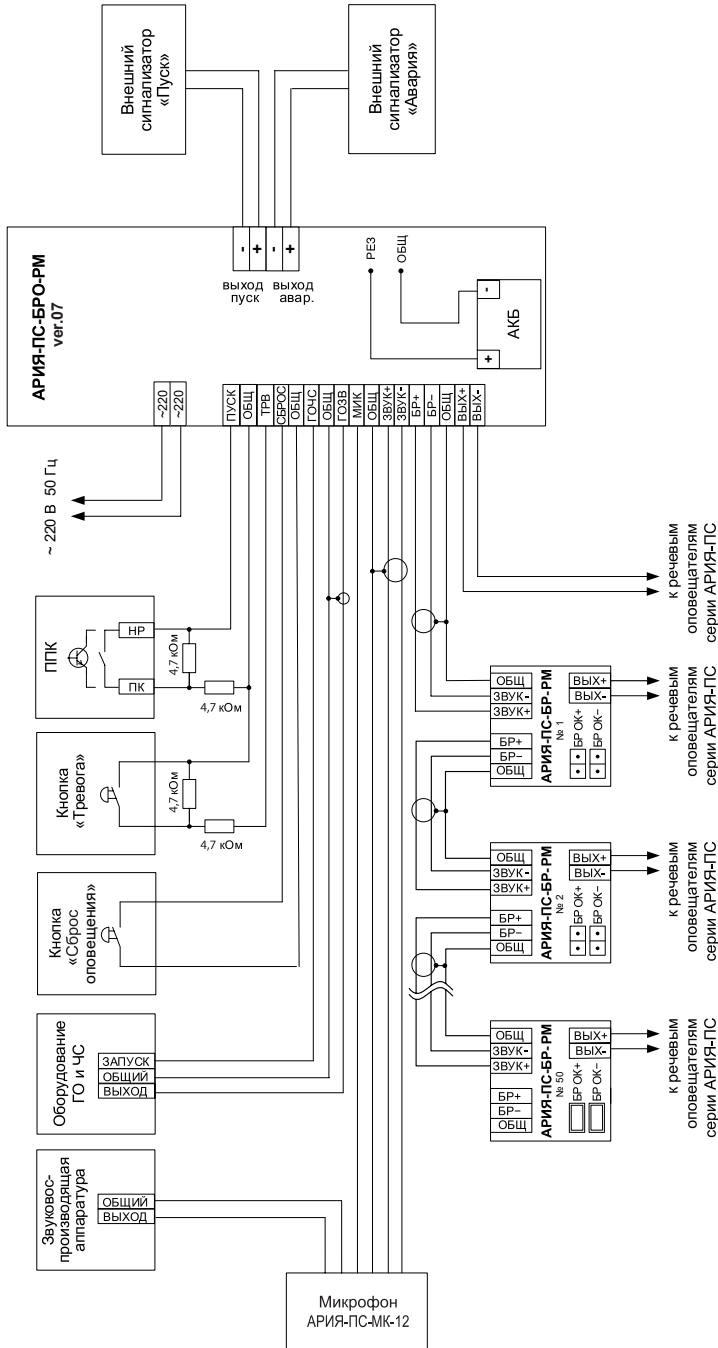 Внешний
сигнализатор
«Пуск»
Внешний
сигнализатор
«Авария»
АРИЯ-ПС-БРО-РМ
ver.07
-
+
-
+
выход
пуск
выход
авар.
РЕЗ
ОБЩ
+
-
АКБ
~220
~220
~ 220 В 50 Гц
ПУСК
ОБЩ
ТРВ
СБРОС
ОБЩ
ГОЧС
ОБЩ
ГОЗВ
МИК
ОБЩ
ЗВУК+
ЗВУК-
БР+
БР−
ОБЩ
ВЫХ+
ВЫХ-
ППК
НР
ПК
4,7 кОм
4,7 кОм
Кнопка
«Тревога»
4,7 кОм
4,7 кОм
Кнопка
«Сброс
оповещения»
Оборудование
ГО и ЧС
ЗАПУСК
ОБЩИЙ
ВЫХОД
Звуковос-
производящая
аппаратура
ОБЩИЙ
ВЫХОД
Микрофон
АРИЯ-ПС-МК-12
к речевым
оповещателям
серии АРИЯ-ПС
ОБЩ
ЗВУК-
ЗВУК+
БР+
БР−
ОБЩ
АРИЯ-ПС-БР-РМ
№ 1
ВЫХ+
ВЫХ-
БР ОК+
БР ОК−
к речевым
оповещателям
серии АРИЯ-ПС
ОБЩ
ЗВУК-
ЗВУК+
БР+
БР−
ОБЩ
АРИЯ-ПС-БР-РМ
№ 2
ВЫХ+
ВЫХ-
БР ОК+
БР ОК−
к речевым
оповещателям
серии АРИЯ-ПС
ОБЩ
ЗВУК-
ЗВУК+
БР+
БР−
ОБЩ
АРИЯ-ПС-БР-РМ
№ 50
ВЫХ+
ВЫХ-
БР ОК+
БР ОК−
к речевым
оповещателям
серии АРИЯ-ПС